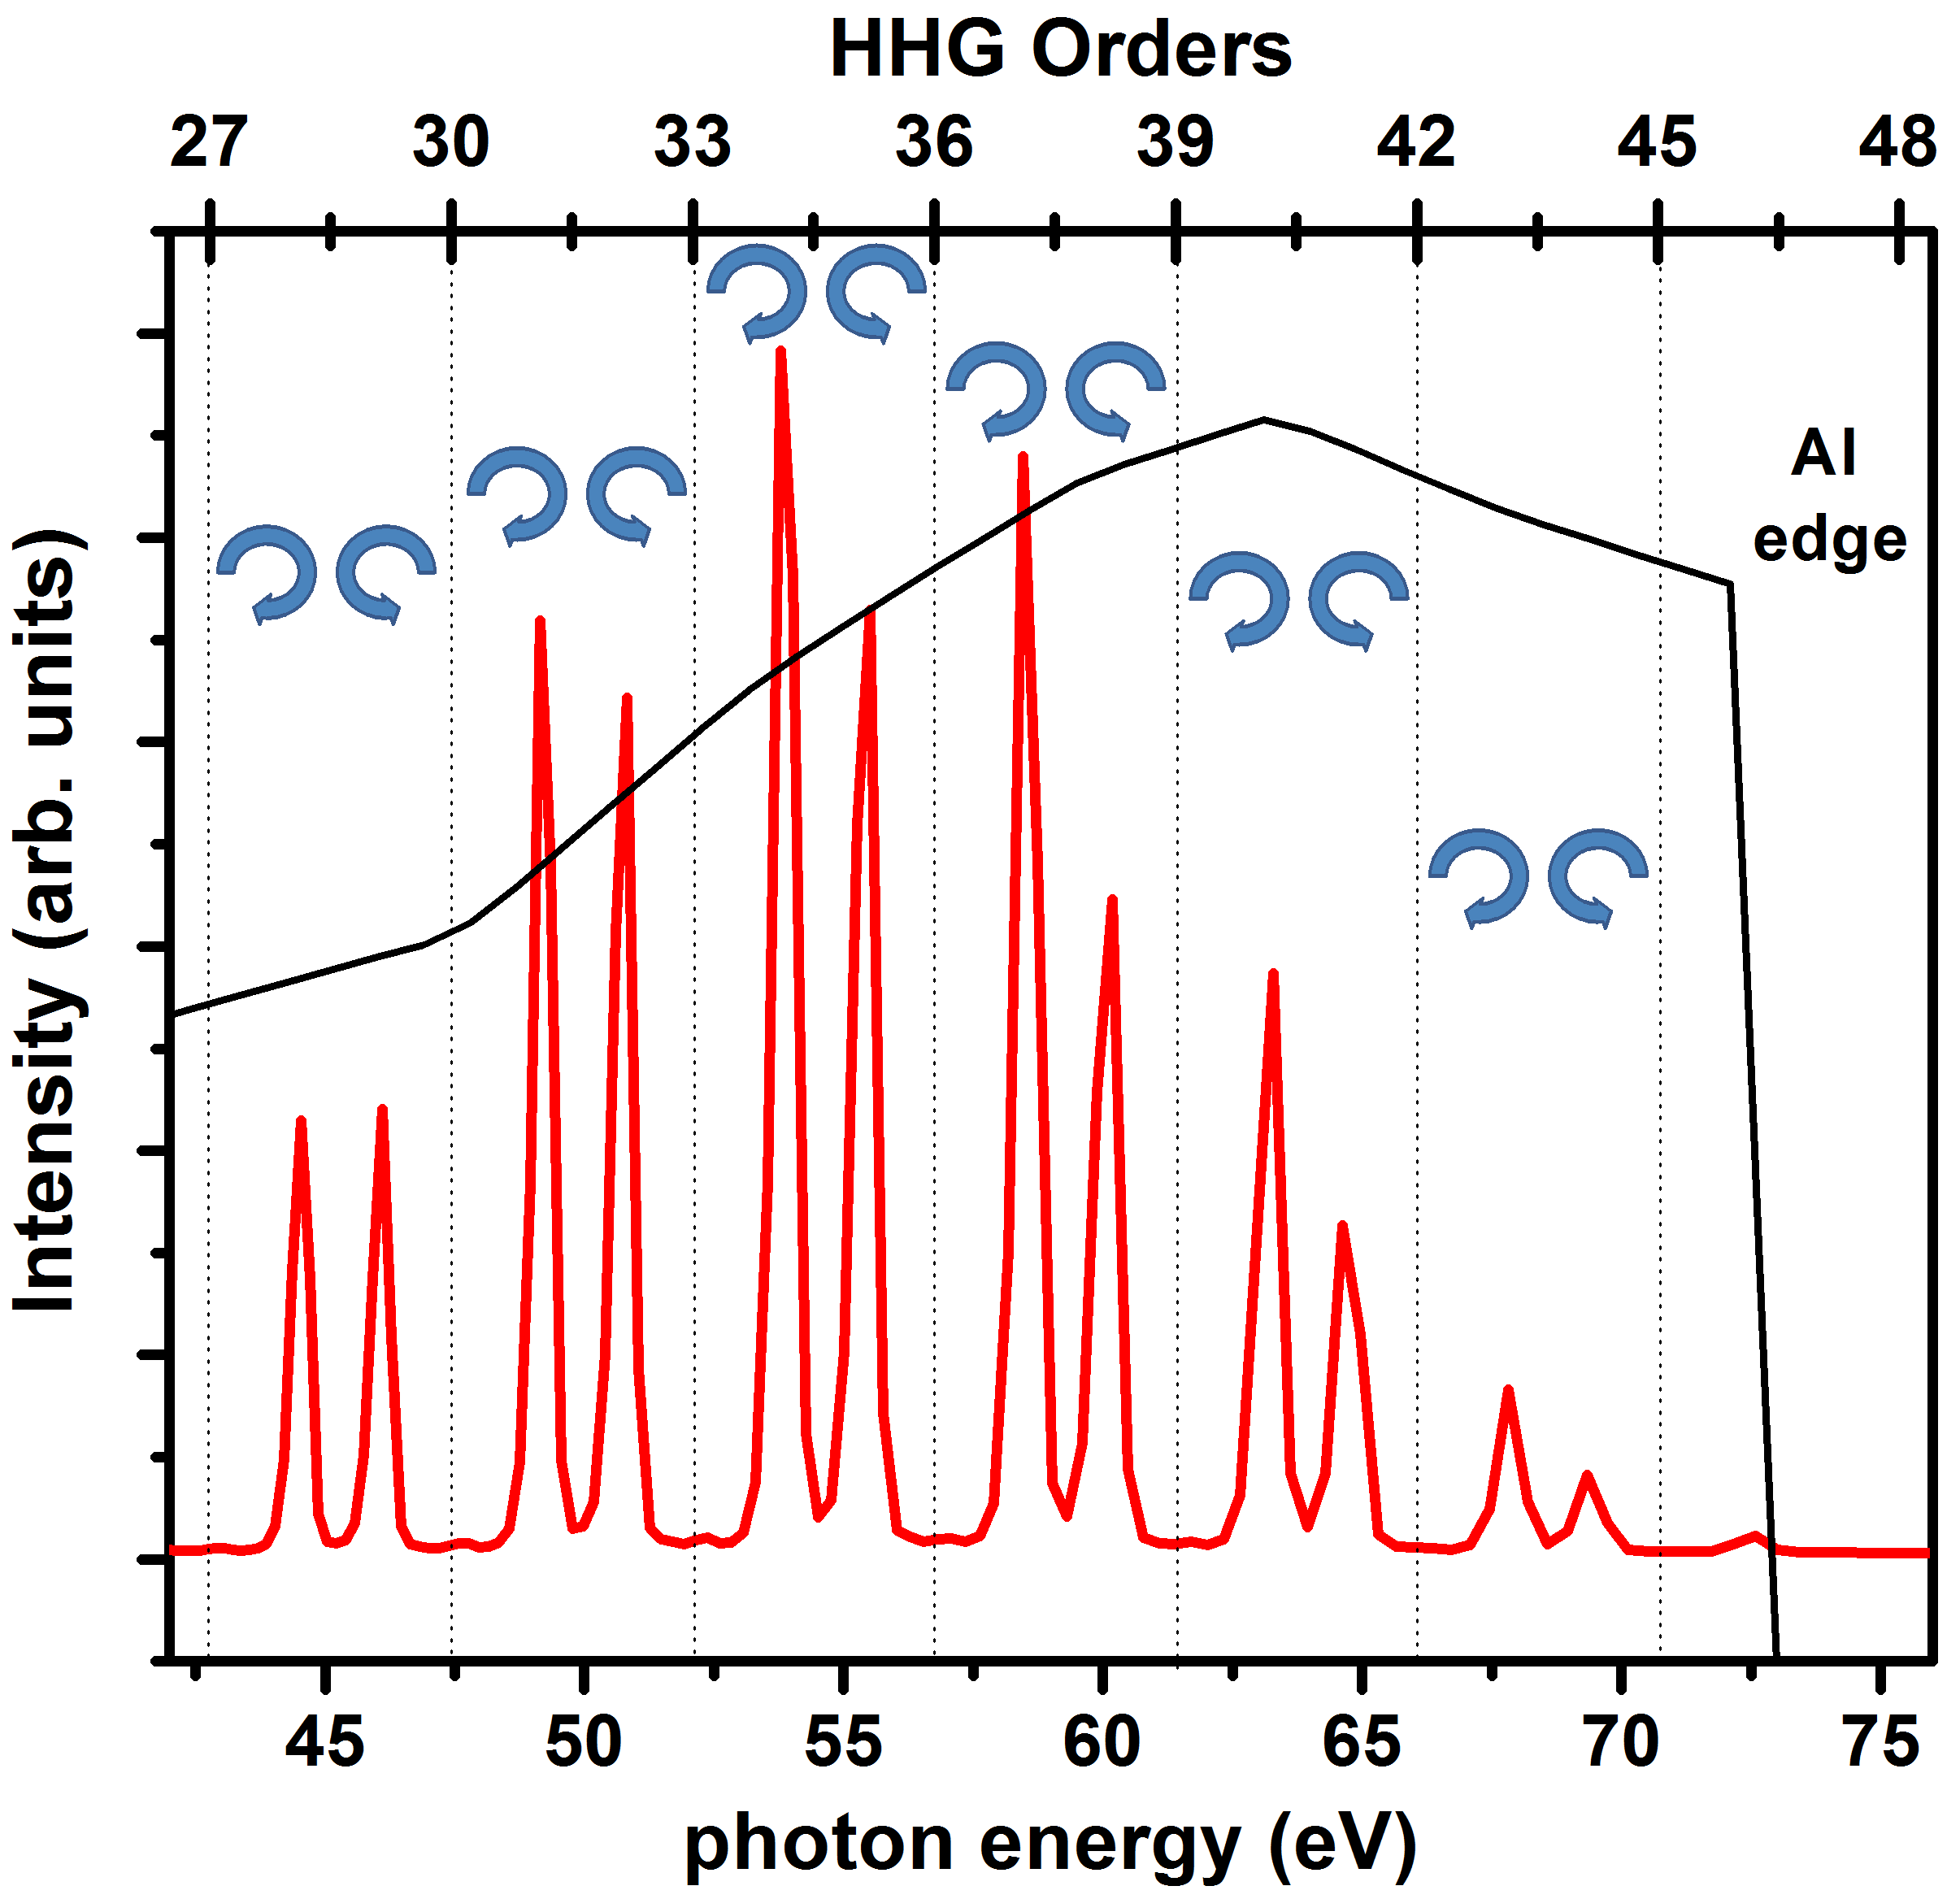 HHG Orders
27 30 33 36 39 42 45 48
Al
edge
Intensity (arb. units)
45 50 55 60 65 70 75
photon energy (eV)